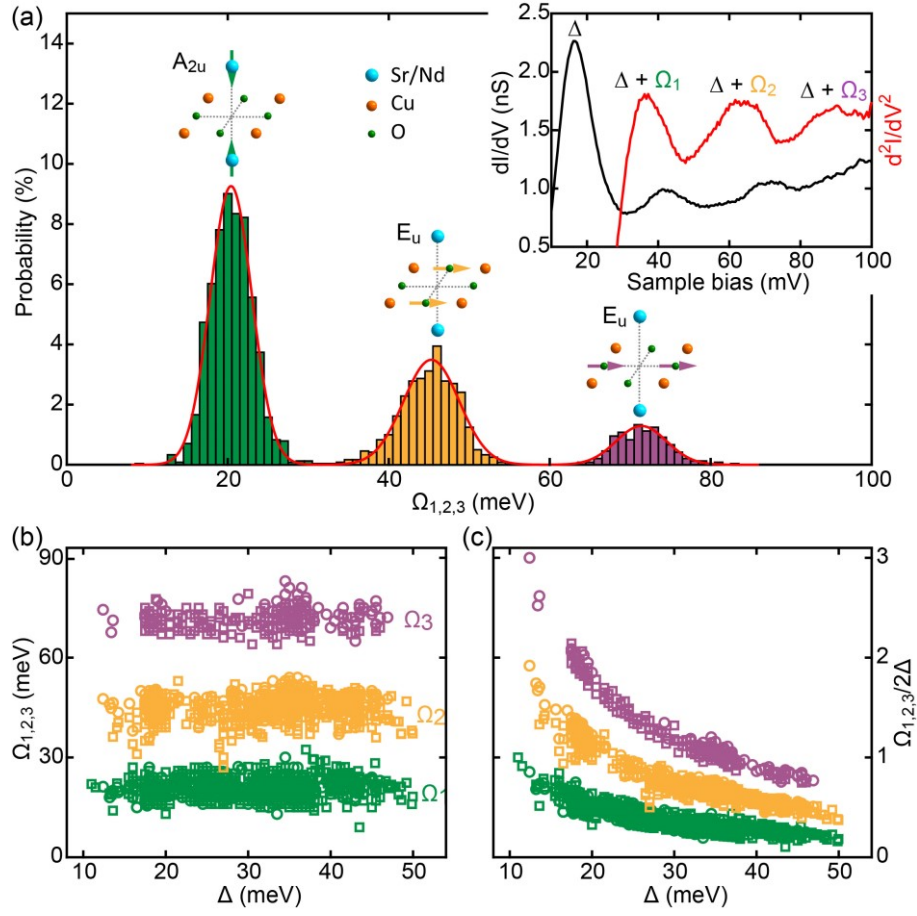 (a)
A2u
Sr/Nd
Cu
O
Eu
Eu
Probability (%)
14
12
10
8
6
4
2
0
0 20 40 60 80 100
Ω1,2,3 (meV)
Δ
Δ + Ω1
Δ + Ω2
Δ + Ω3
dI/dV (nS)
d²I/dV²
2.5
2.0
1.5
1.0
0.5
20 40 60 80 100
Sample bias (mV)
(b)
Ω1,2,3 (meV)
90
60
30
0
Ω3
Ω2
Ω1
10 20 30 40 50
Δ (meV)
(c)
3
2
1
0
Ω1,2,3/2Δ
10 20 30 40 50
Δ (meV)